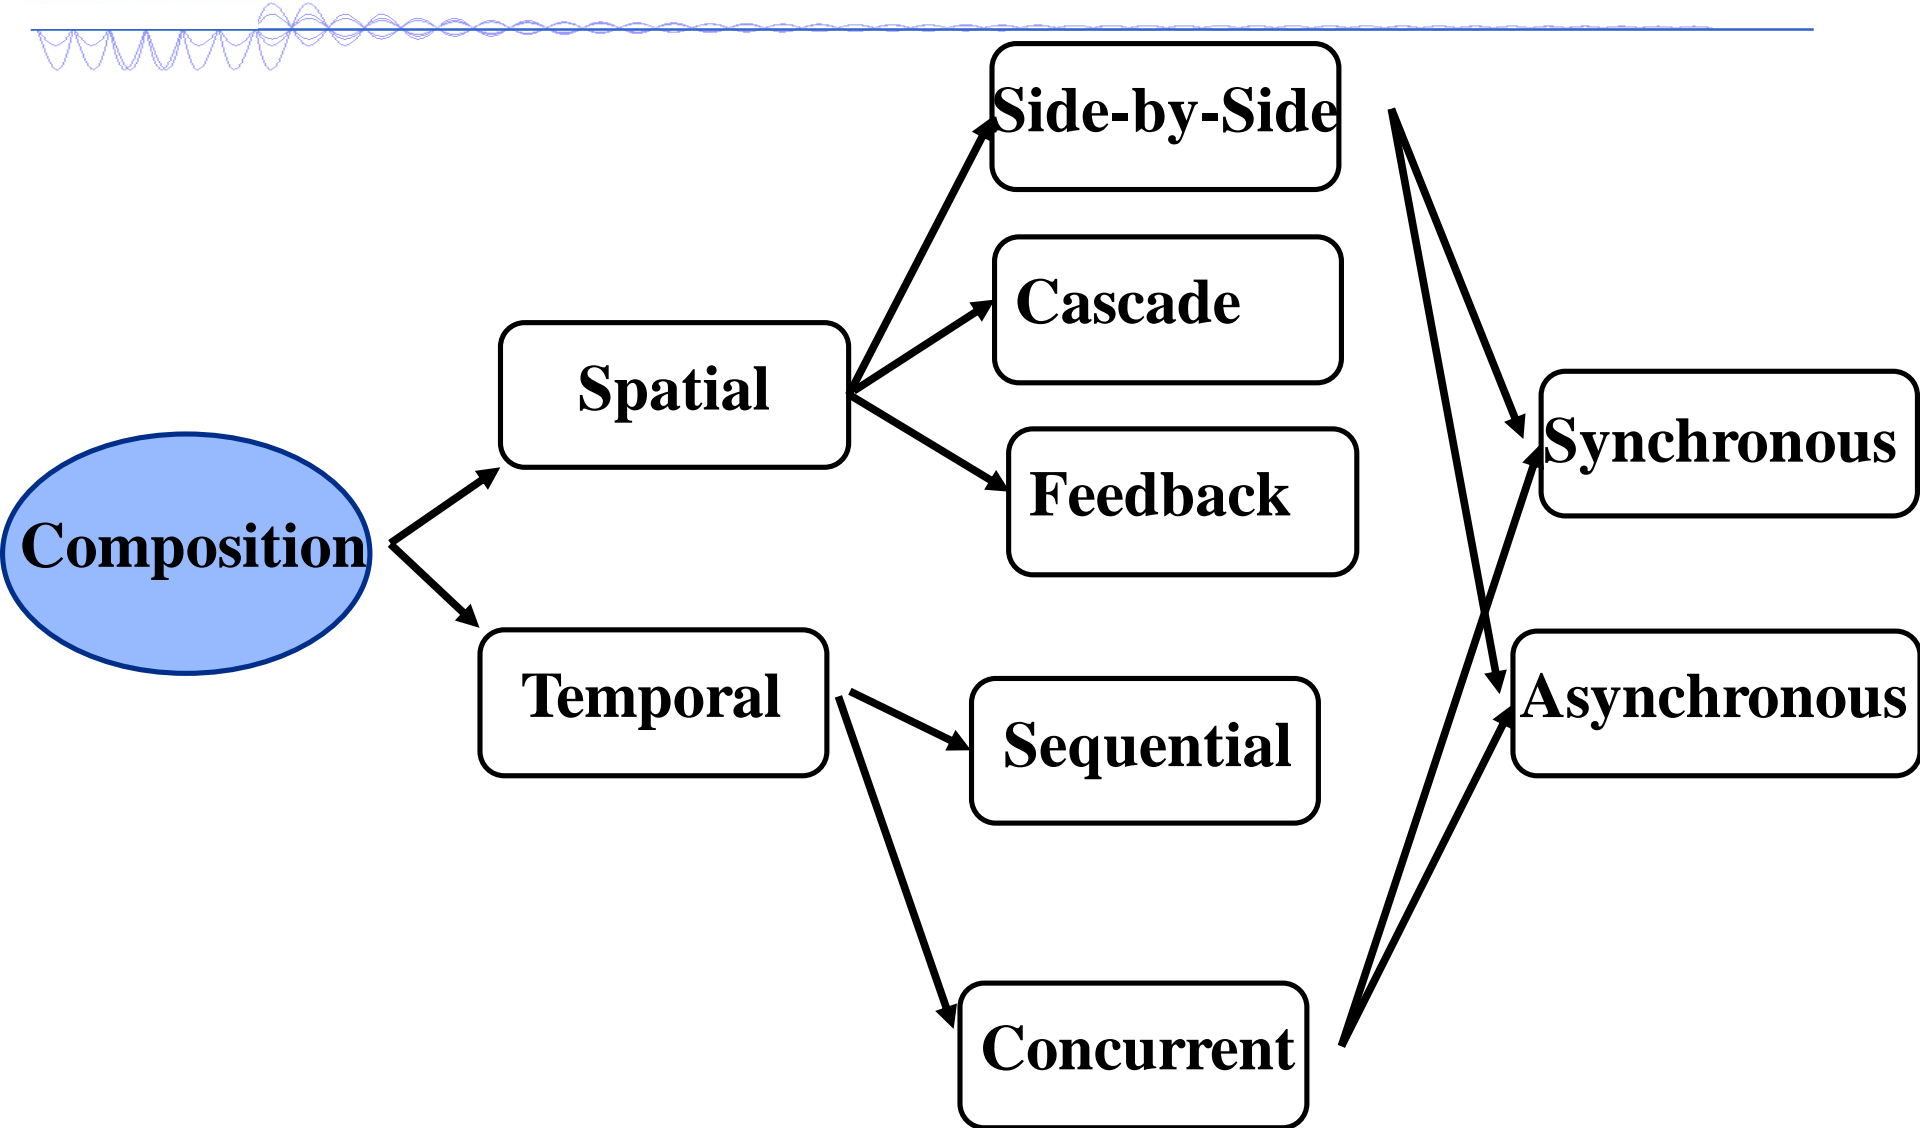 Side-by-Side
Cascade
Spatial
Synchronous
Feedback
Composition
Temporal
Asynchronous
Sequential
Concurrent